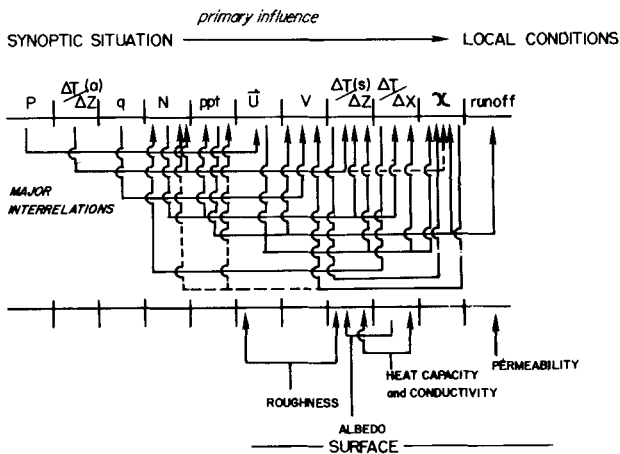 primary influence
SYNOPTIC SITUATION LOCAL CONDITIONS
P ΔT(a)/ΔZ q N ppt U⃗ V ΔT(s)/ΔZ ΔT/ΔX χ runoff
MAJOR
INTERRELATIONS
PERMEABILITY
HEAT CAPACITY
and CONDUCTIVITY
ROUGHNESS
ALBEDO
SURFACE